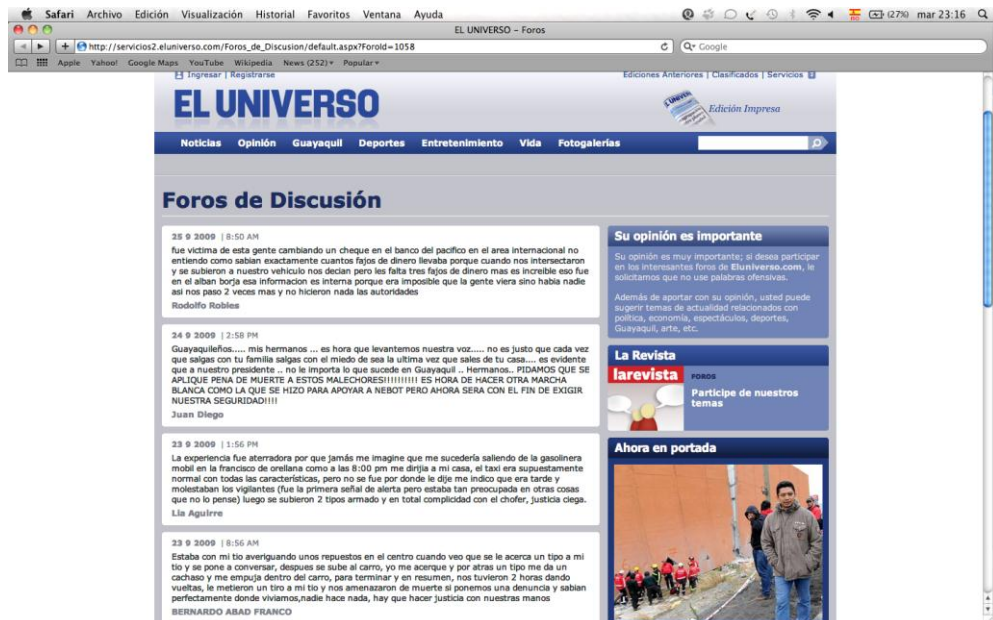 Safari Archivo Edición Visualización Historial Favoritos Ventana Ayuda
(27%) mar 23:16
EL UNIVERSO – Foros
http://servicios2.eluniverso.com/Foros_de_Discusion/default.aspx?ForoId=1058
Google
Apple Yahoo! Google Maps YouTube Wikipedia News (252) Popular
Ingresar | Registrarse
Ediciones Anteriores | Clasificados | Servicios
EL UNIVERSO
Edición Impresa
Noticias Opinión Guayaquil Deportes Entretenimiento Vida Fotogalerías
Foros de Discusión
25 9 2009 | 8:50 AM
fue victima de esta gente cambiando un cheque en el banco del pacifico en el area internacional no
entiendo como sabian exactamente cuantos fajos de dinero llevaba porque cuando nos intersectaron
y se subieron a nuestro vehiculo nos decian pero les falta tres fajos de dinero mas es increible eso fue
en el alban borja esa informacion es interna porque era imposible que la gente viera sino habia nadie
asi nos paso 2 veces mas y no hicieron nada las autoridades
Rodolfo Robles
24 9 2009 | 2:58 PM
Guayaquileños..... mis hermanos ... es hora que levantemos nuestra voz..... no es justo que cada vez
que salgas con tu familia salgas con el miedo de sea la ultima vez que sales de tu casa.... es evidente
que a nuestro presidente .. no le importa lo que sucede en Guayaquil .. Hermanos.. PIDAMOS QUE SE
APLIQUE PENA DE MUERTE A ESTOS MALECHORES!!!!!!!!! ES HORA DE HACER OTRA MARCHA
BLANCA COMO LA QUE SE HIZO PARA APOYAR A NEBOT PERO AHORA SERA CON EL FIN DE EXIGIR
NUESTRA SEGURIDAD!!!!
Juan Diego
23 9 2009 | 1:56 PM
La experiencia fue aterradora por que jamás me imagine que me sucedería saliendo de la gasolinera
mobil en la francisco de orellana como a las 8:00 pm me dirijia a mi casa, el taxi era supuestamente
normal con todas las características, pero no se fue por donde le dije me indico que era tarde y
molestaban los vigilantes (fue la primera señal de alerta pero estaba tan preocupada en otras cosas
que no lo pense) luego se subieron 2 tipos armado y en total complicidad con el chofer, justicia ciega.
Lia Aguirre
23 9 2009 | 8:56 AM
Estaba con mi tio averiguando unos repuestos en el centro cuando veo que se le acerca un tipo a mi
tio y se pone a conversar, despues se sube al carro, yo me acerque y por atras un tipo me da un
cachaso y me empuja dentro del carro, para terminar y en resumen, nos tuvieron 2 horas dando
vueltas, le metieron un tiro a mi tio y nos amenazaron de muerte si ponemos una denuncia y sabian
perfectamente donde viviamos,nadie hace nada, hay que hacer justicia con nuestras manos
BERNARDO ABAD FRANCO
Su opinión es importante
Su opinión es muy importante; si desea participar
en los interesantes foros de Eluniverso.com, le
solicitamos que no use palabras ofensivas.
Además de aportar con su opinión, usted puede
sugerir temas de actualidad relacionados con
política, economía, espectáculos, deportes,
Guayaquil, arte, etc.
La Revista
larevista
FOROS
Participe de nuestros
temas
Ahora en portada